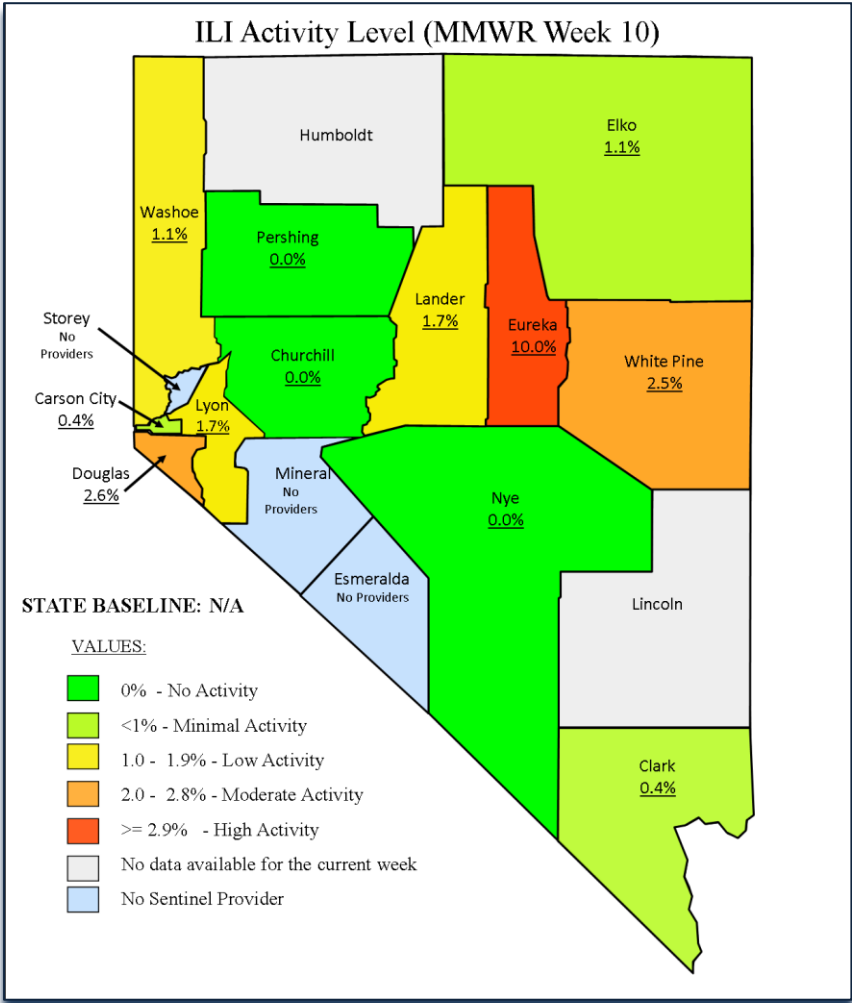 ILI Activity Level (MMWR Week 10)
Humboldt
Elko
1.1%
Washoe
1.1%
Pershing
0.0%
Lander
1.7%
Eureka
10.0%
Storey
No
Providers
Churchill
0.0%
White Pine
2.5%
Carson City
0.4%
Lyon
1.7%
Douglas
2.6%
Mineral
No
Providers
Nye
0.0%
Esmeralda
No Providers
Lincoln
STATE BASELINE: N/A
VALUES:
0% - No Activity
<1% - Minimal Activity
1.0 - 1.9% - Low Activity
2.0 - 2.8% - Moderate Activity
>= 2.9% - High Activity
No data available for the current week
No Sentinel Provider
Clark
0.4%